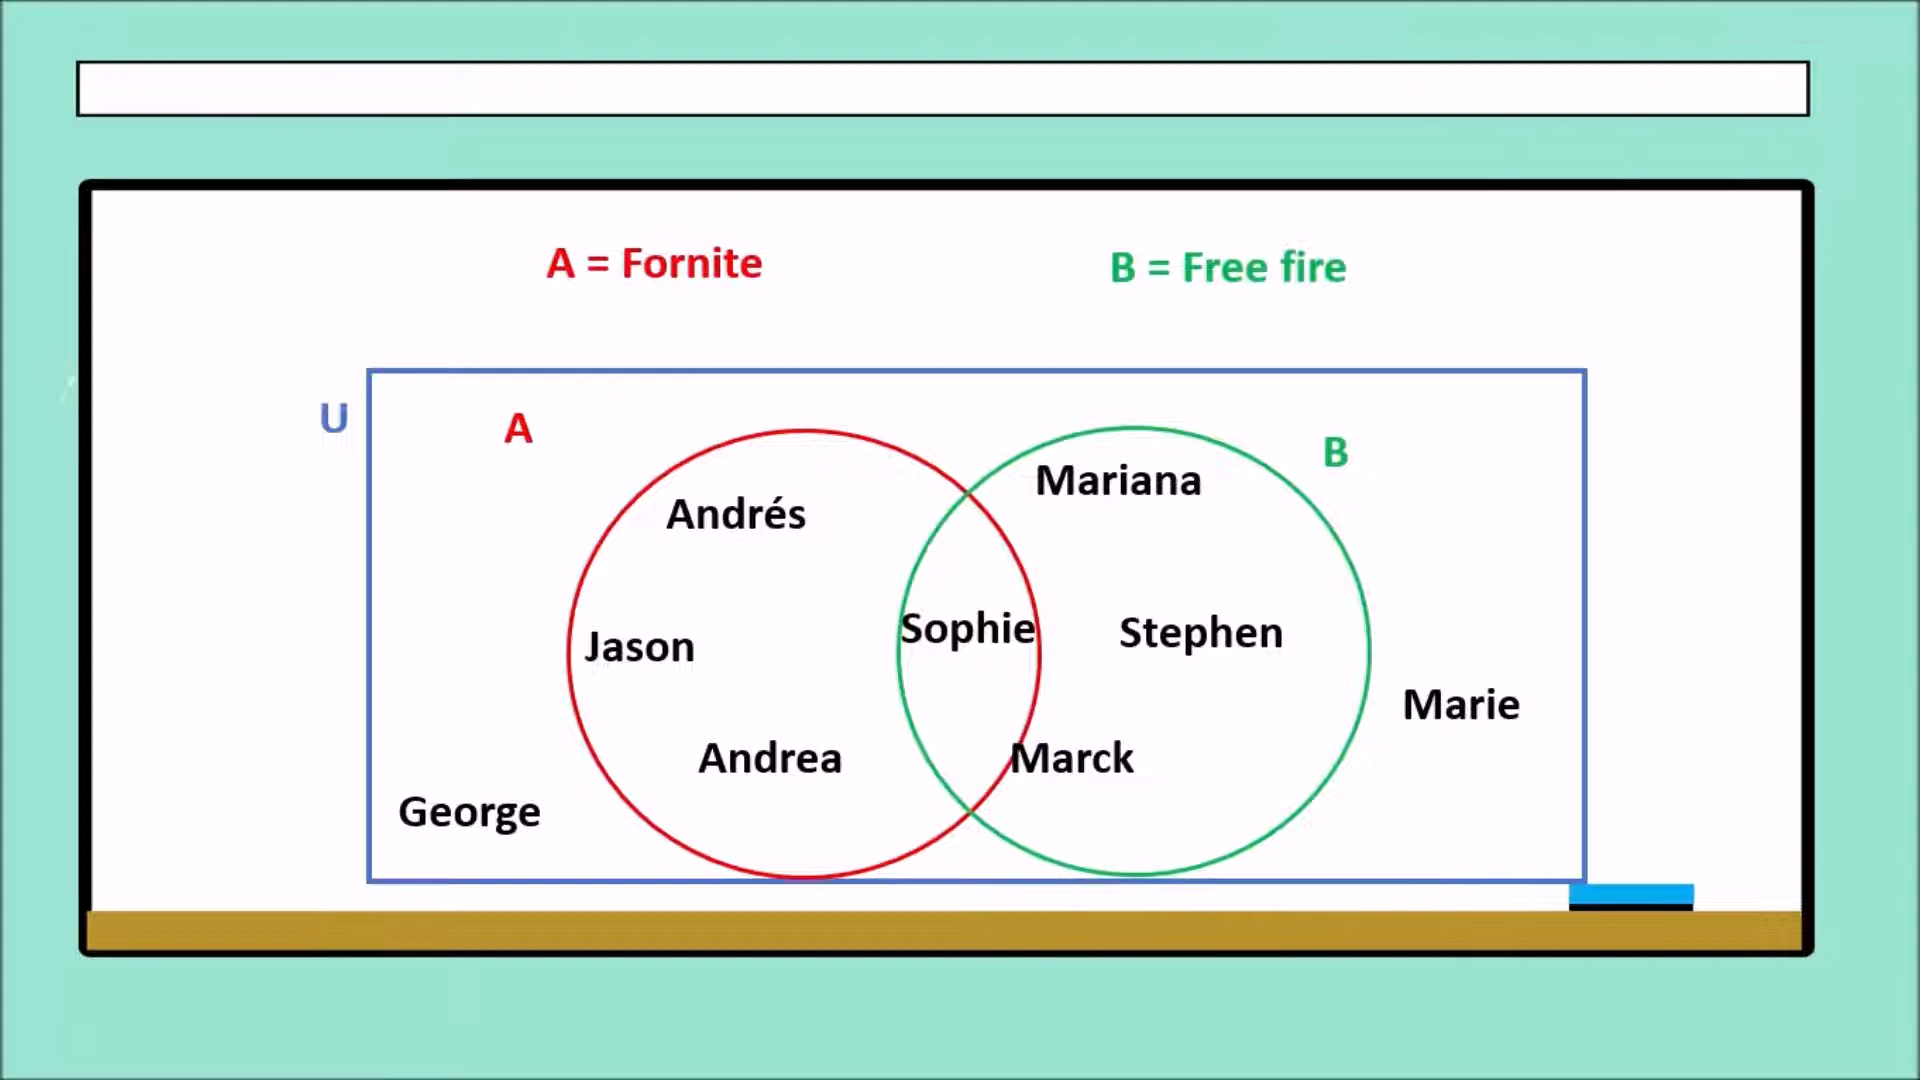 A = Fornite
B = Free fire
U
A
B
Mariana
Andrés
Sophie
Stephen
Jason
Marie
Andrea
Marck
George